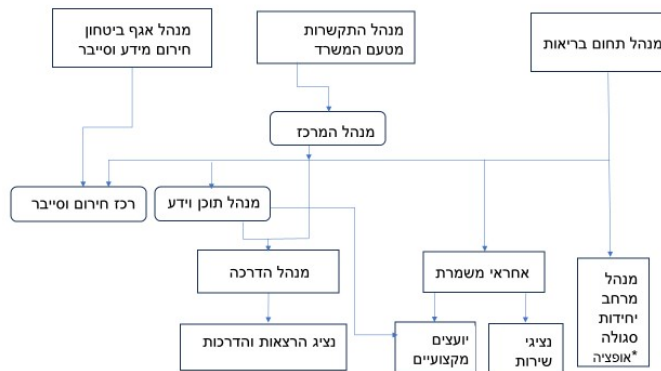 מנהל אגף ביטחון
חירום מידע וסייבר
מנהל התקשרות
מטעם המשרד
מנהל תחום בריאות
מנהל המרכז
רכז חירום וסייבר
מנהל תוכן וידע
מנהל הדרכה
אחראי משמרת
מנהל
מרחב
יחידות
סגולה
*אופציה
נציג הרצאות והדרכות
יועצים
מקצועיים
נציגי
שירות